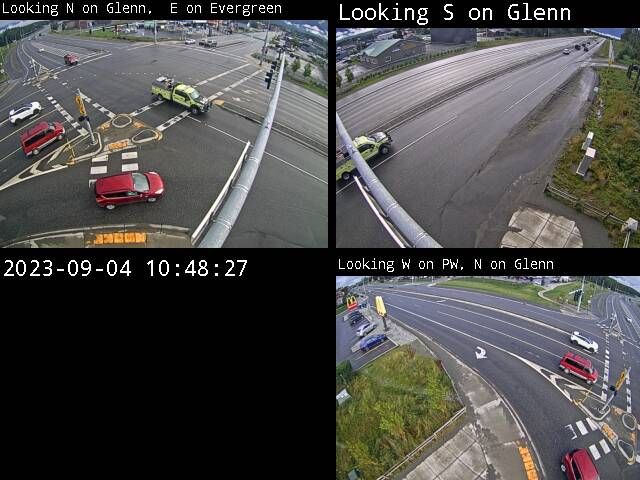 Looking N on Glenn,  E on Evergreen
Looking S on Glenn
2023-09-04 10:48:27
Looking W on PW, N on Glenn